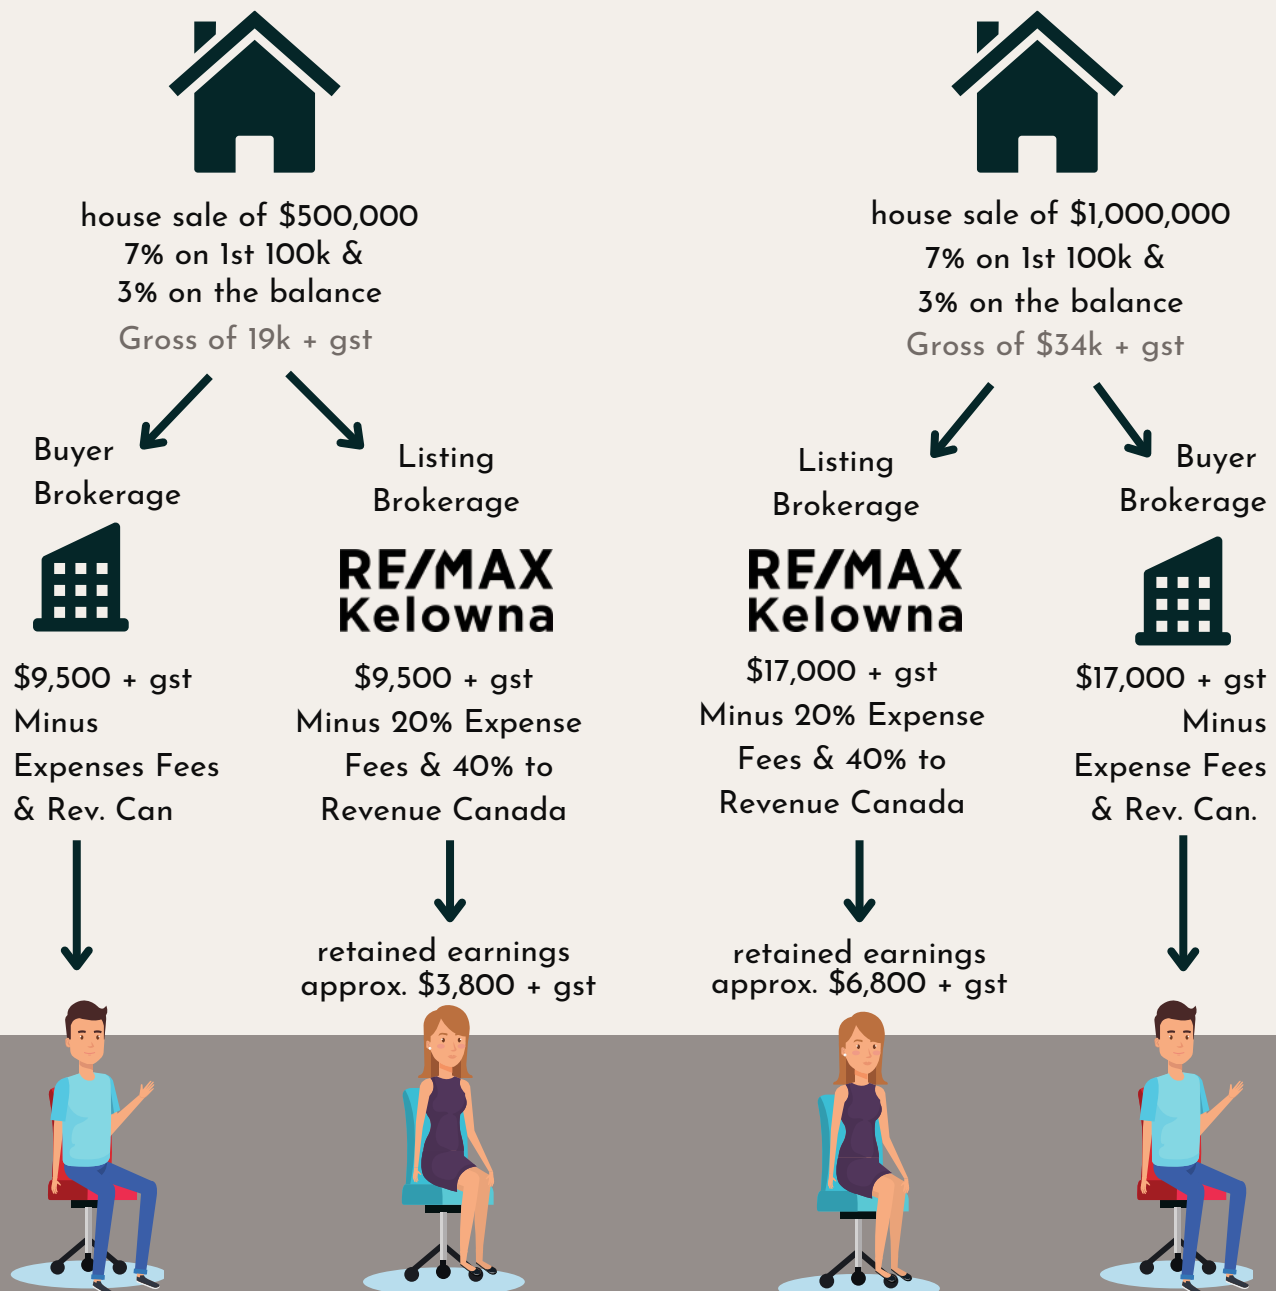 house sale of $500,000
7% on 1st 100k &
3% on the balance
Gross of 19k + gst
Buyer
Brokerage
$9,500 + gst
Minus
Expenses Fees
& Rev. Can
Listing
Brokerage
RE/MAX
Kelowna
$9,500 + gst
Minus 20% Expense
Fees & 40% to
Revenue Canada
retained earnings
approx. $3,800 + gst
house sale of $1,000,000
7% on 1st 100k &
3% on the balance
Gross of $34k + gst
Listing
Brokerage
RE/MAX
Kelowna
$17,000 + gst
Minus 20% Expense
Fees & 40% to
Revenue Canada
retained earnings
approx. $6,800 + gst
Buyer
Brokerage
$17,000 + gst
Minus
Expense Fees
& Rev. Can.